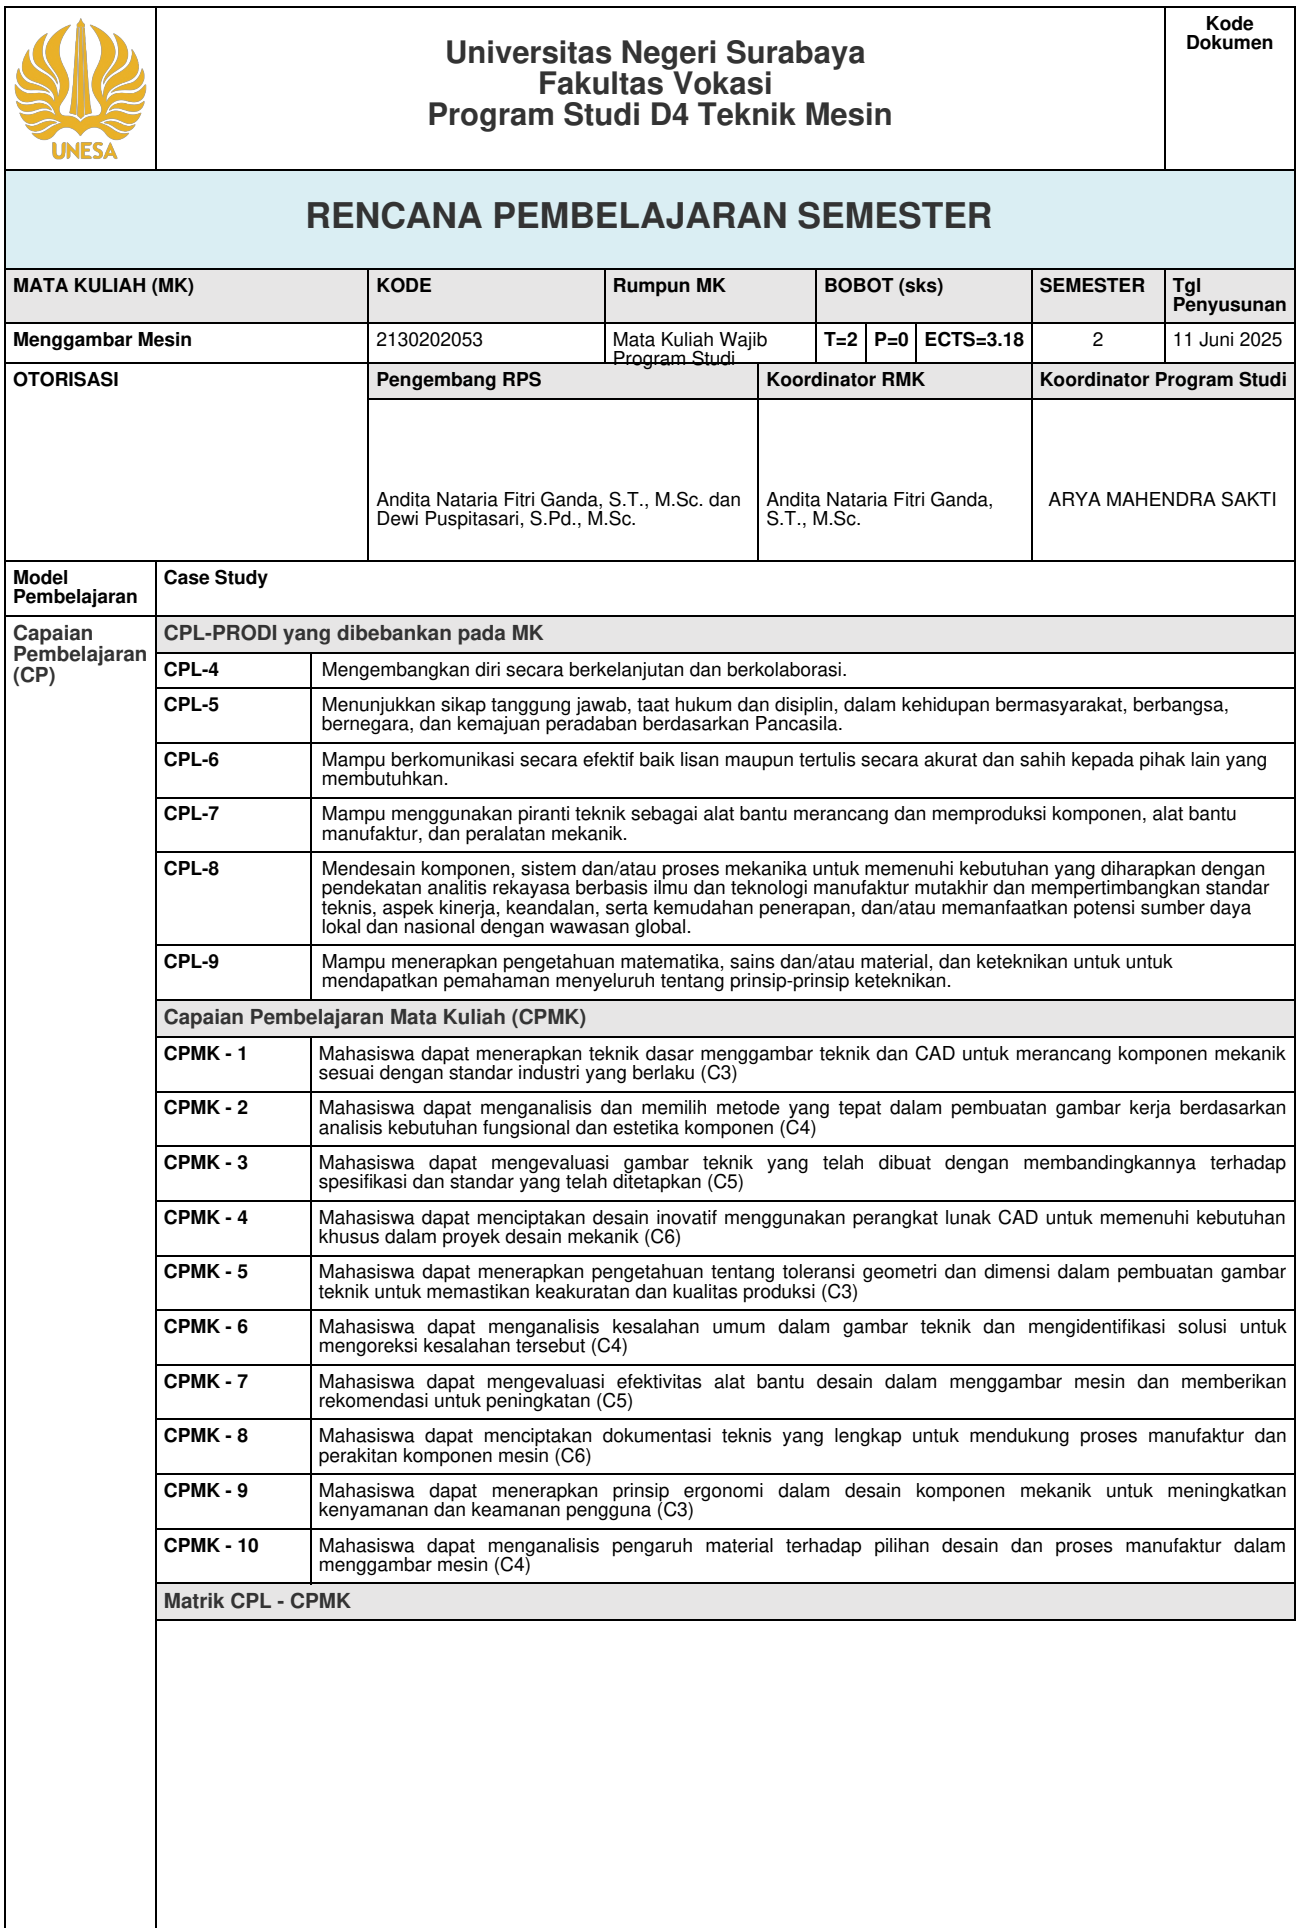 UNESA
Universitas Negeri Surabaya
Fakultas Vokasi
Program Studi D4 Teknik Mesin
Kode
Dokumen
RENCANA PEMBELAJARAN SEMESTER
MATA KULIAH (MK)
KODE
Rumpun MK
BOBOT (sks)
SEMESTER
Tgl
Penyusunan
Menggambar Mesin
2130202053
Mata Kuliah Wajib
Program Studi
T=2
P=0
ECTS=3.18
2
11 Juni 2025
OTORISASI
Pengembang RPS
Koordinator RMK
Koordinator Program Studi
Andita Nataria Fitri Ganda, S.T., M.Sc. dan
Dewi Puspitasari, S.Pd., M.Sc.
Andita Nataria Fitri Ganda,
S.T., M.Sc.
ARYA MAHENDRA SAKTI
Model
Pembelajaran
Case Study
Capaian
Pembelajaran
(CP)
CPL-PRODI yang dibebankan pada MK
CPL-4
Mengembangkan diri secara berkelanjutan dan berkolaborasi.
CPL-5
Menunjukkan sikap tanggung jawab, taat hukum dan disiplin, dalam kehidupan bermasyarakat, berbangsa,
bernegara, dan kemajuan peradaban berdasarkan Pancasila.
CPL-6
Mampu berkomunikasi secara efektif baik lisan maupun tertulis secara akurat dan sahih kepada pihak lain yang
membutuhkan.
CPL-7
Mampu menggunakan piranti teknik sebagai alat bantu merancang dan memproduksi komponen, alat bantu
manufaktur, dan peralatan mekanik.
CPL-8
Mendesain komponen, sistem dan/atau proses mekanika untuk memenuhi kebutuhan yang diharapkan dengan
pendekatan analitis rekayasa berbasis ilmu dan teknologi manufaktur mutakhir dan mempertimbangkan standar
teknis, aspek kinerja, keandalan, serta kemudahan penerapan, dan/atau memanfaatkan potensi sumber daya
lokal dan nasional dengan wawasan global.
CPL-9
Mampu menerapkan pengetahuan matematika, sains dan/atau material, dan keteknikan untuk untuk
mendapatkan pemahaman menyeluruh tentang prinsip-prinsip keteknikan.
Capaian Pembelajaran Mata Kuliah (CPMK)
CPMK - 1
Mahasiswa dapat menerapkan teknik dasar menggambar teknik dan CAD untuk merancang komponen mekanik
sesuai dengan standar industri yang berlaku (C3)
CPMK - 2
Mahasiswa dapat menganalisis dan memilih metode yang tepat dalam pembuatan gambar kerja berdasarkan
analisis kebutuhan fungsional dan estetika komponen (C4)
CPMK - 3
Mahasiswa dapat mengevaluasi gambar teknik yang telah dibuat dengan membandingkannya terhadap
spesifikasi dan standar yang telah ditetapkan (C5)
CPMK - 4
Mahasiswa dapat menciptakan desain inovatif menggunakan perangkat lunak CAD untuk memenuhi kebutuhan
khusus dalam proyek desain mekanik (C6)
CPMK - 5
Mahasiswa dapat menerapkan pengetahuan tentang toleransi geometri dan dimensi dalam pembuatan gambar
teknik untuk memastikan keakuratan dan kualitas produksi (C3)
CPMK - 6
Mahasiswa dapat menganalisis kesalahan umum dalam gambar teknik dan mengidentifikasi solusi untuk
mengoreksi kesalahan tersebut (C4)
CPMK - 7
Mahasiswa dapat mengevaluasi efektivitas alat bantu desain dalam menggambar mesin dan memberikan
rekomendasi untuk peningkatan (C5)
CPMK - 8
Mahasiswa dapat menciptakan dokumentasi teknis yang lengkap untuk mendukung proses manufaktur dan
perakitan komponen mesin (C6)
CPMK - 9
Mahasiswa dapat menerapkan prinsip ergonomi dalam desain komponen mekanik untuk meningkatkan
kenyamanan dan keamanan pengguna (C3)
CPMK - 10
Mahasiswa dapat menganalisis pengaruh material terhadap pilihan desain dan proses manufaktur dalam
menggambar mesin (C4)
Matrik CPL - CPMK